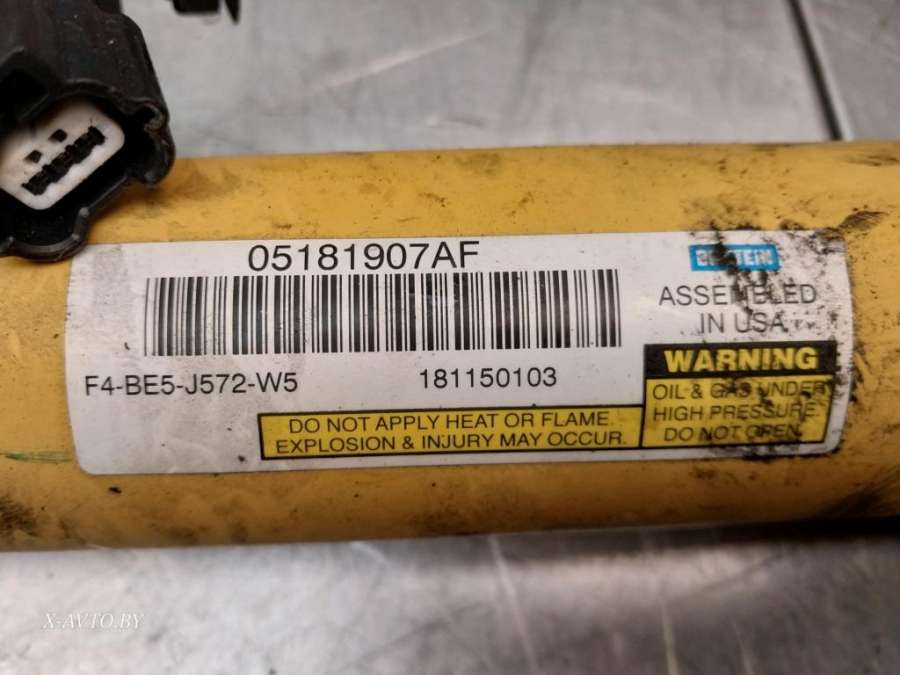 05181907AF
ASSEMBLED
IN USA
F4-BE5-J572-W5
181150103
DO NOT APPLY HEAT OR FLAME.
EXPLOSION & INJURY MAY OCCUR.
WARNING
OIL & GAS UNDER
HIGH PRESSURE.
DO NOT OPEN.
X-AVTO.BY